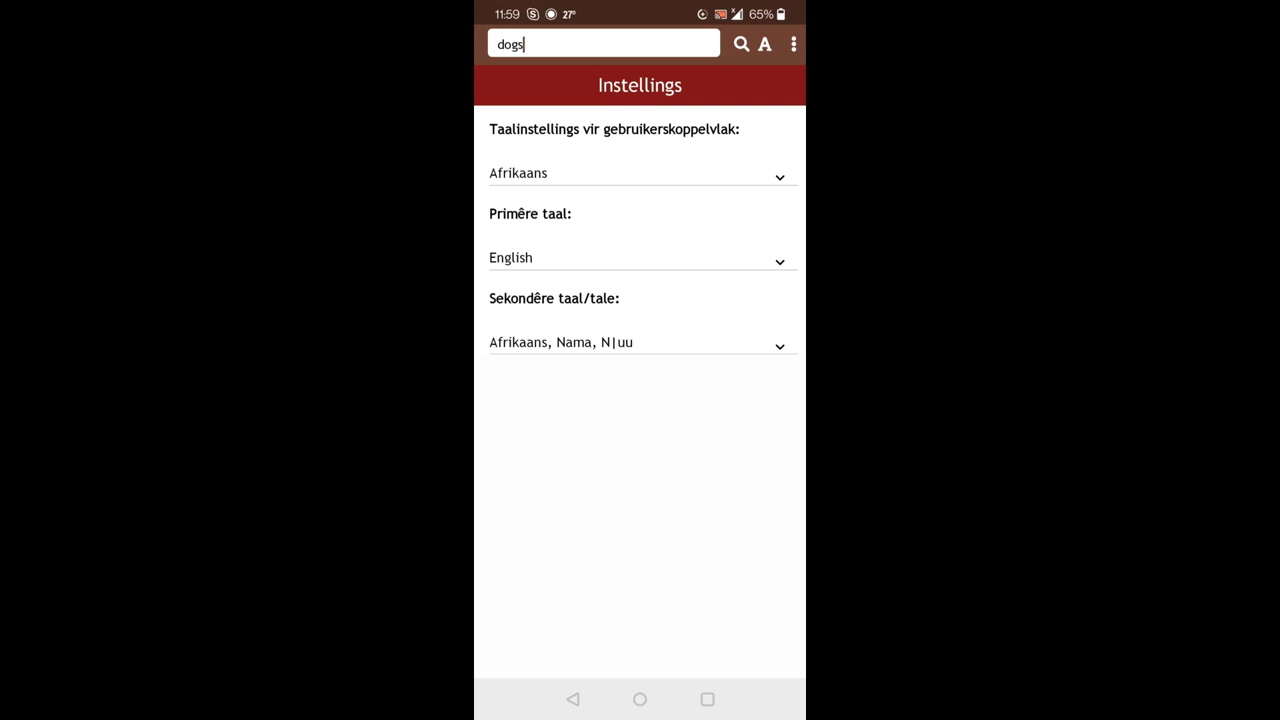 11:59 27°
65%
dogs
A
Instellings
Taalinstellings vir gebruikerskoppelvlak:
Afrikaans
Primêre taal:
English
Sekondêre taal/tale:
Afrikaans, Nama, N|uu